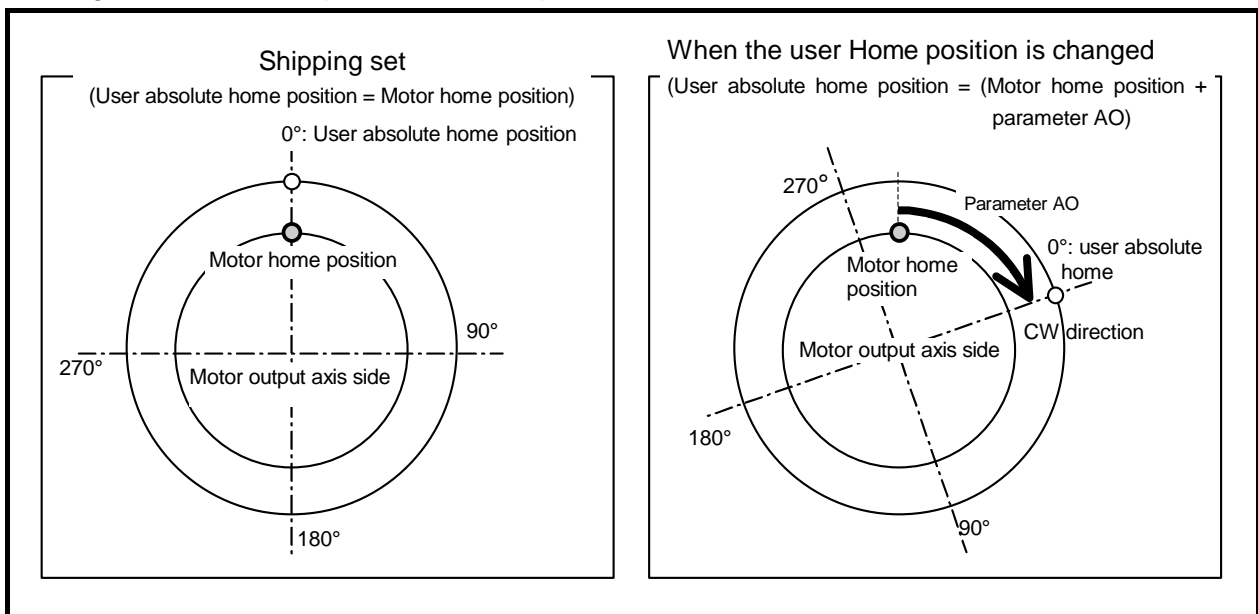 Shipping set
(User absolute home position = Motor home position)
0°: User absolute home position
Motor home position
90°
270°
Motor output axis side
180°
When the user Home position is changed
(User absolute home position = (Motor home position +
parameter AO)
270°
Parameter AO
0°: user absolute
home
Motor home
position
CW direction
Motor output axis side
180°
90°